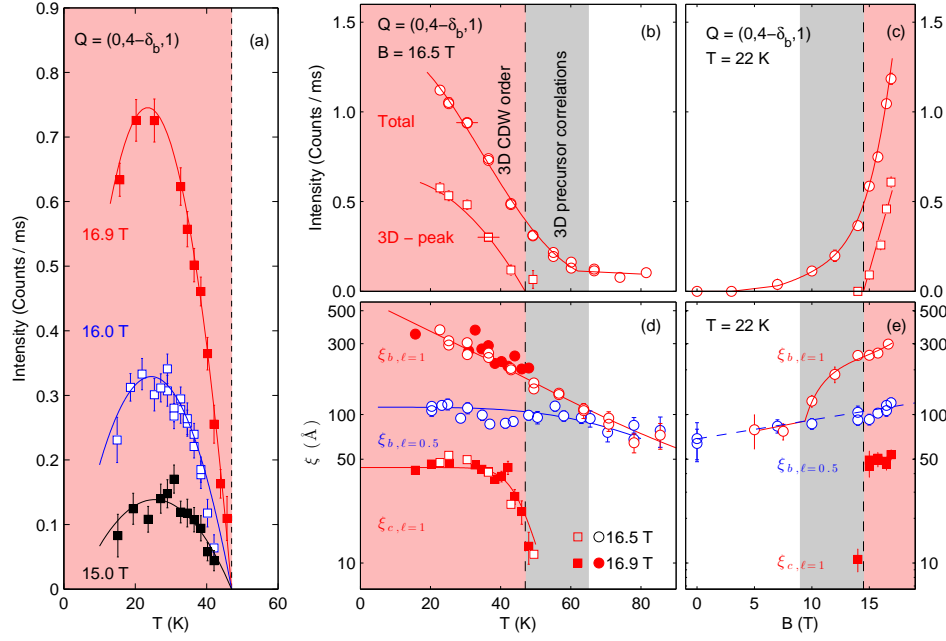 0.9
0.8
0.7
0.6
0.5
0.4
0.3
0.2
0.1
0
Intensity (Counts / ms)
Q = (0,4−δb,1)
(a)
16.9 T
16.0 T
15.0 T
0
20
40
60
T (K)
1.5
1.0
0.5
0.0
Intensity (Counts / ms)
Q = (0,4−δb,1)
B = 16.5 T
(b)
Total
3D − peak
3D CDW order
3D precursor correlations
Q = (0,4−δb,1)
T = 22 K
(c)
1.5
1.0
0.5
0.0
500
300
100
50
10
ξ (Å)
(d)
ξb,ℓ=1
ξb,ℓ=0.5
ξc,ℓ=1
16.5 T
16.9 T
0
20
40
60
80
T (K)
T = 22 K
(e)
ξb,ℓ=1
ξb,ℓ=0.5
ξc,ℓ=1
500
300
100
50
10
0
5
10
15
B (T)